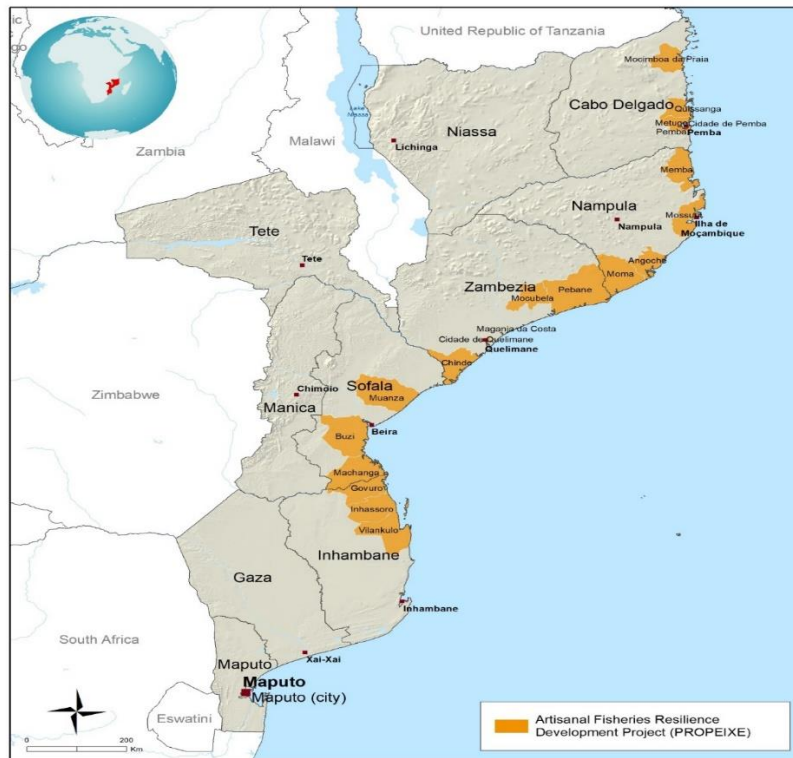 United Republic of Tanzania
Mocimboa da Praia
Cabo Delgado
Quissanga
Metuge
Cidade de Pemba
Pemba
Pemba
Niassa
Lichinga
Malawi
Zambia
Memba
Nampula
Nampula
Ilha de
Moçambique
Angoche
Moma
Tete
Tete
Zambezia
Pebane
Mocubela
Maganja da Costa
Cidade de Quelimane
Quelimane
Chinde
Zimbabwe
Chimoio
Manica
Sofala
Muanza
Beira
Buzi
Machanga
Govuro
Inhassoro
Vilankulo
Inhambane
Inhambane
Gaza
South Africa
Xai-Xai
Maputo
Maputo
Maputo (city)
Eswatini
0
200
Km
Artisanal Fisheries Resilience
Development Project (PROPEIXE)